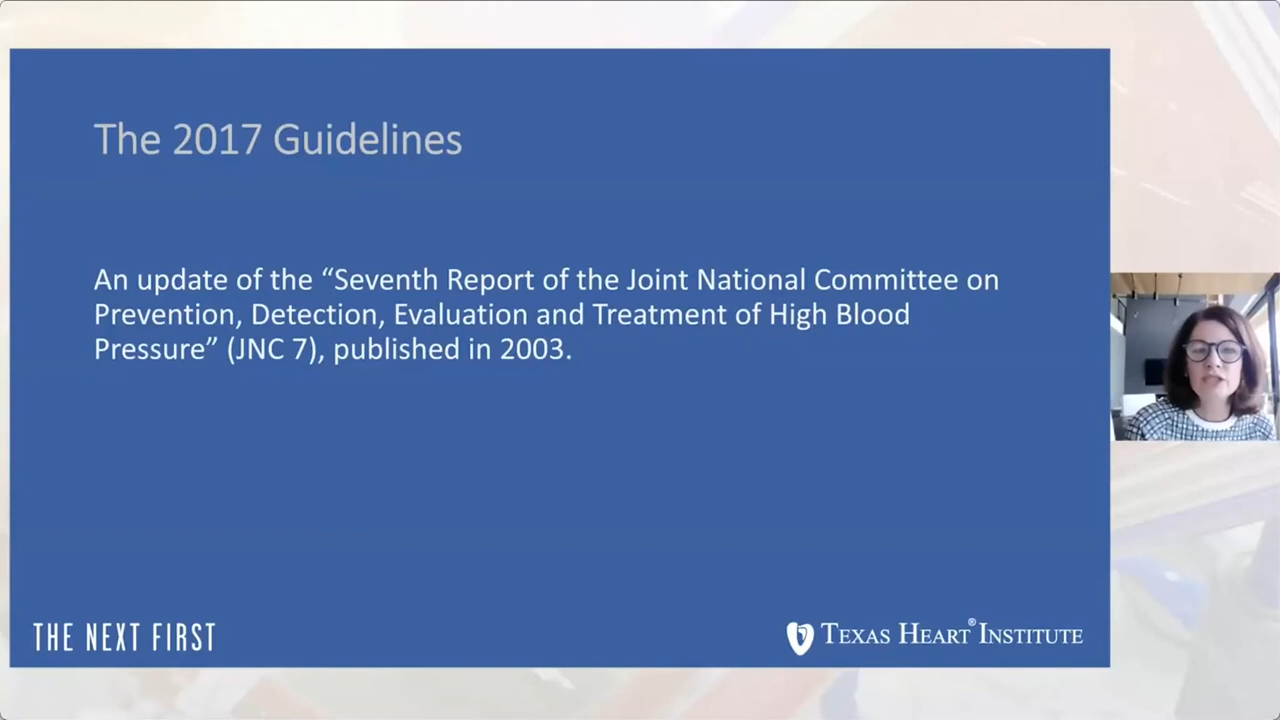 The 2017 Guidelines
An update of the “Seventh Report of the Joint National Committee on
Prevention, Detection, Evaluation and Treatment of High Blood
Pressure” (JNC 7), published in 2003.
THE NEXT FIRST
TEXAS HEART® INSTITUTE